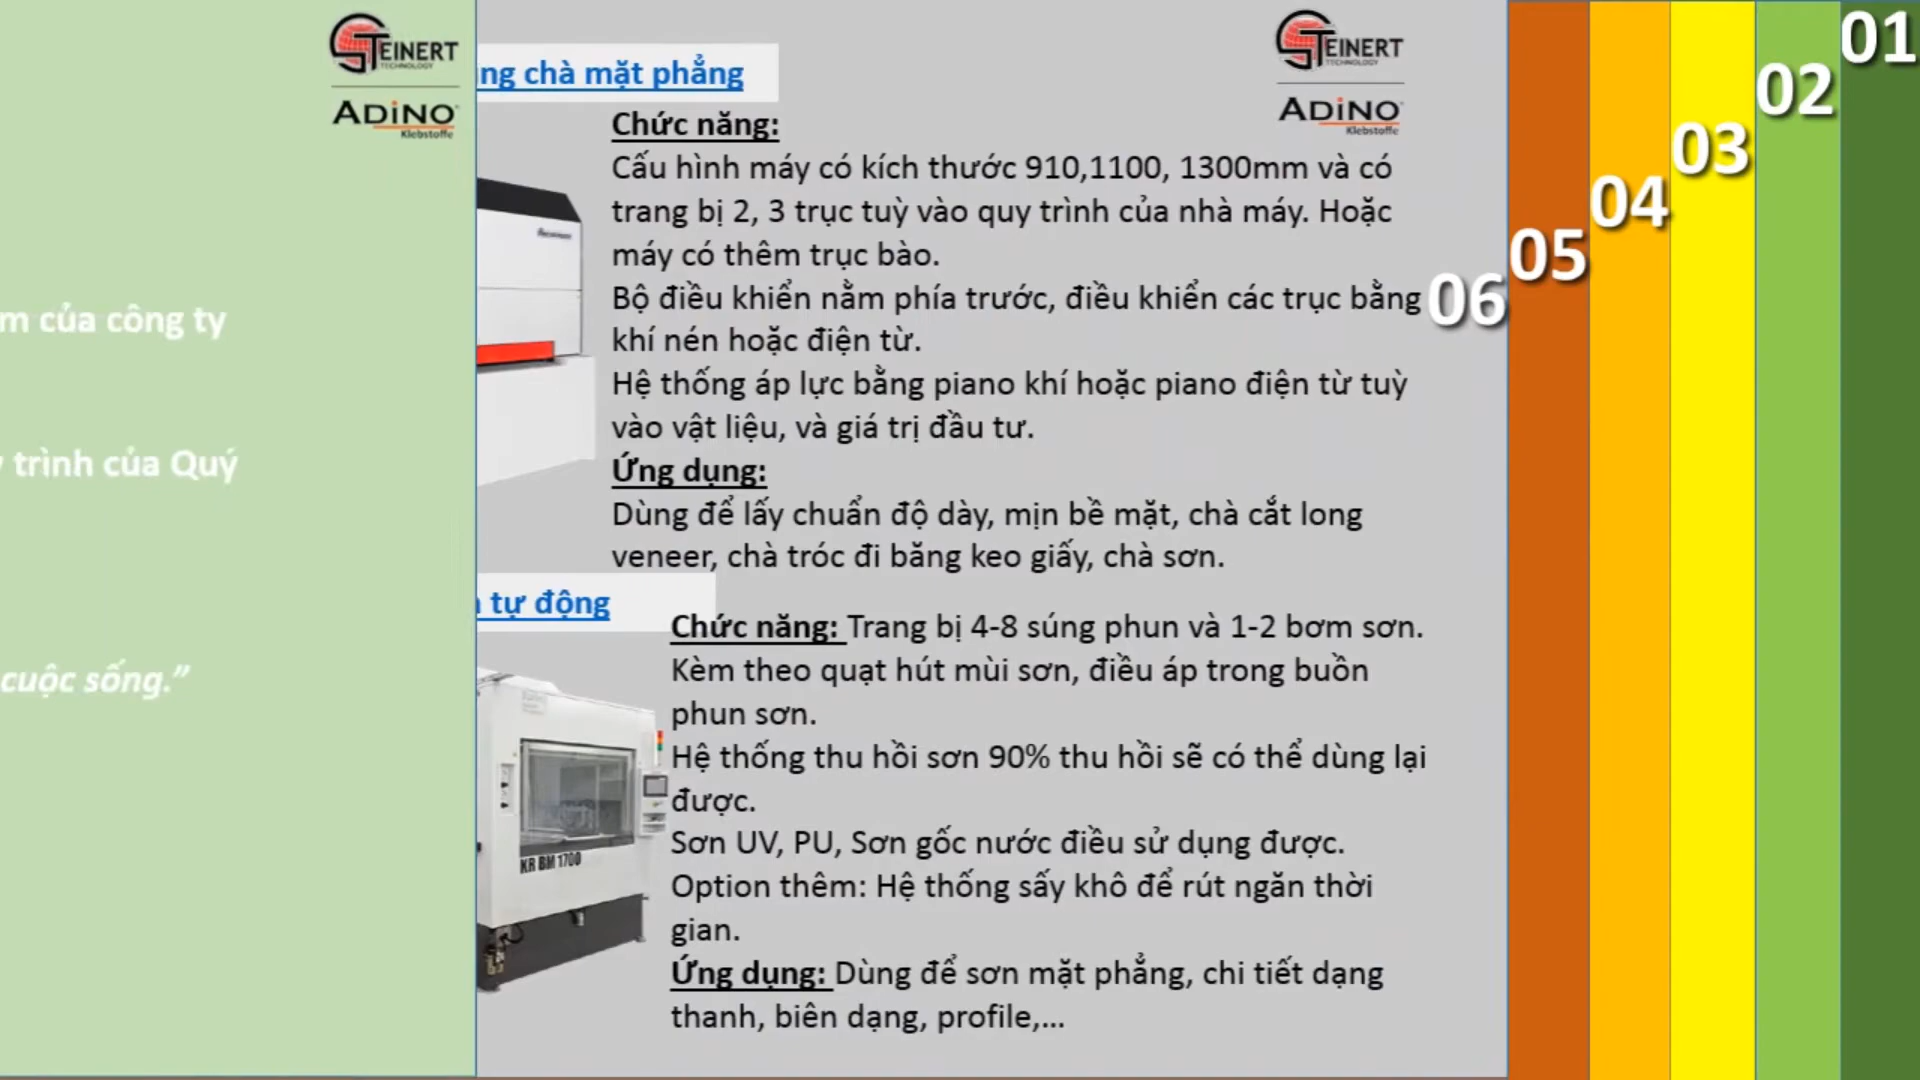 STEINERT
TECHNOLOGY
ADiNO
Klebstoffe
của công ty
trình của Quý
cuộc sống.”
chà mặt phẳng
Chức năng:
Cấu hình máy có kích thước 910,1100, 1300mm và có
trang bị 2, 3 trục tuỳ vào quy trình của nhà máy. Hoặc
máy có thêm trục bào.
Bộ điều khiển nằm phía trước, điều khiển các trục bằng
khí nén hoặc điện từ.
Hệ thống áp lực bằng piano khí hoặc piano điện từ tuỳ
vào vật liệu, và giá trị đầu tư.
Ứng dụng:
Dùng để lấy chuẩn độ dày, mịn bề mặt, chà cắt long
veneer, chà tróc đi băng keo giấy, chà sơn.
tự động
Chức năng: Trang bị 4-8 súng phun và 1-2 bơm sơn.
Kèm theo quạt hút mùi sơn, điều áp trong buồn
phun sơn.
Hệ thống thu hồi sơn 90% thu hồi sẽ có thể dùng lại
được.
Sơn UV, PU, Sơn gốc nước điều sử dụng được.
Option thêm: Hệ thống sấy khô để rút ngăn thời
gian.
Ứng dụng: Dùng để sơn mặt phẳng, chi tiết dạng
thanh, biên dạng, profile,...
KR BM 1700
STEINERT
TECHNOLOGY
ADiNO
Klebstoffe
06
05
04
03
02
01